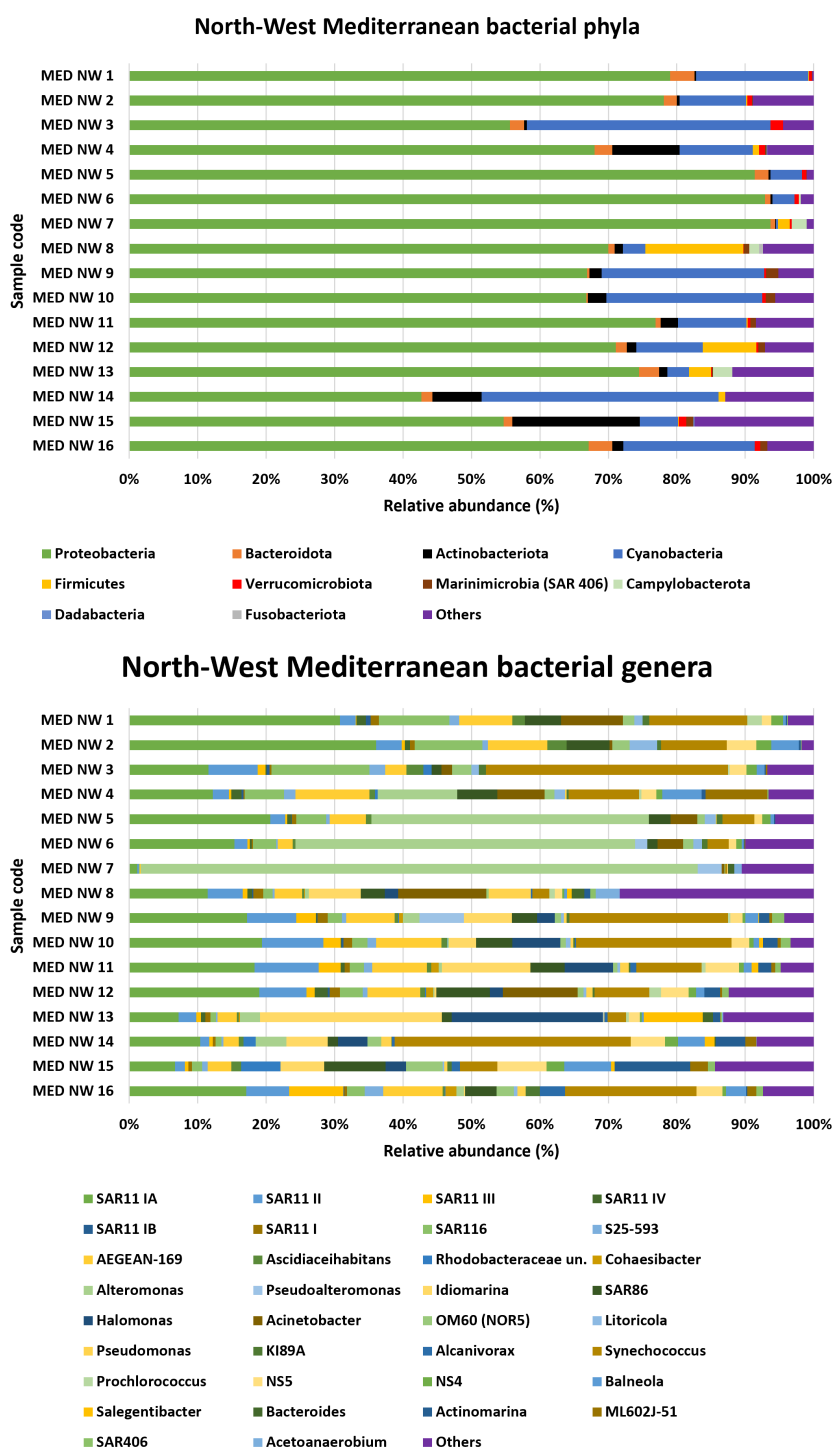 North-West Mediterranean bacterial phyla
MED NW 1
MED NW 2
MED NW 3
MED NW 4
MED NW 5
MED NW 6
MED NW 7
MED NW 8
MED NW 9
MED NW 10
MED NW 11
MED NW 12
MED NW 13
MED NW 14
MED NW 15
MED NW 16
Sample code
0% 10% 20% 30% 40% 50% 60% 70% 80% 90% 100%
Relative abundance (%)
Proteobacteria Bacteroidota Actinobacteriota Cyanobacteria
Firmicutes Verrucomicrobiota Marinimicrobia (SAR 406) Campylobacterota
Dadabacteria Fusobacteriota Others
North-West Mediterranean bacterial genera
MED NW 1
MED NW 2
MED NW 3
MED NW 4
MED NW 5
MED NW 6
MED NW 7
MED NW 8
MED NW 9
MED NW 10
MED NW 11
MED NW 12
MED NW 13
MED NW 14
MED NW 15
MED NW 16
Sample code
0% 10% 20% 30% 40% 50% 60% 70% 80% 90% 100%
Relative abundance (%)
SAR11 IA SAR11 II SAR11 III SAR11 IV
SAR11 IB SAR11 I SAR116 S25-593
AEGEAN-169 Ascidiaceihabitans Rhodobacteraceae un. Cohaesibacter
Alteromonas Pseudoalteromonas Idiomarina SAR86
Halomonas Acinetobacter OM60 (NOR5) Litoricola
Pseudomonas KI89A Alcanivorax Synechococcus
Prochlorococcus NS5 NS4 Balneola
Salegentibacter Bacteroides Actinomarina ML602J-51
SAR406 Acetoanaerobium Others